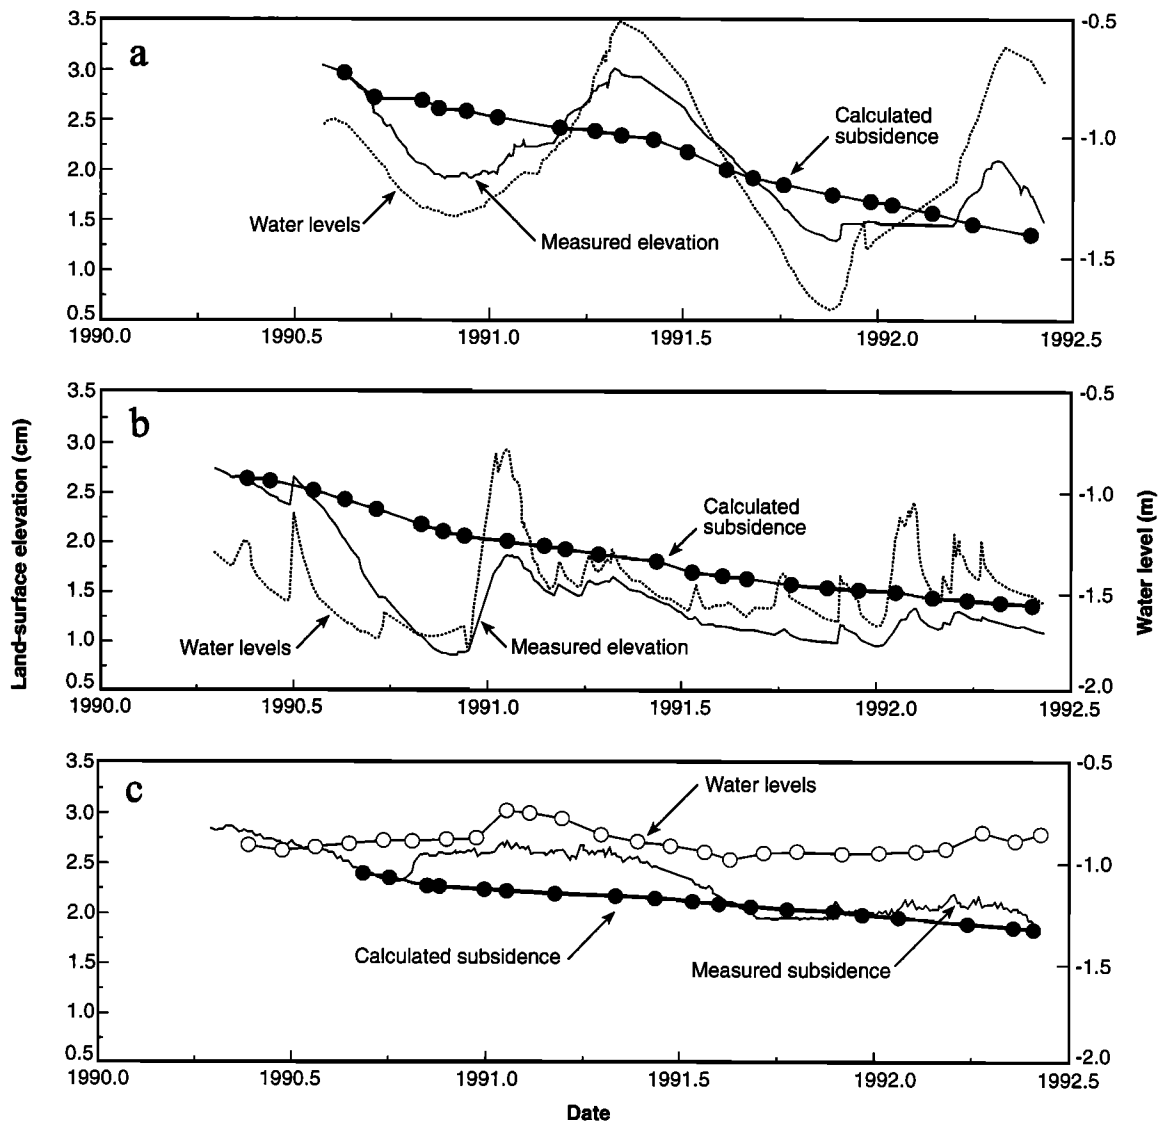 3.5
3.0
2.5
2.0
1.5
1.0
0.5
a
-0.5
-1.0
-1.5
Calculated
subsidence
Water levels
Measured elevation
1990.0
1990.5
1991.0
1991.5
1992.0
1992.5
Land-surface elevation (cm)
3.5
3.0
2.5
2.0
1.5
1.0
0.5
b
-0.5
-1.0
-1.5
-2.0
Water level (m)
Calculated
subsidence
Water levels
Measured elevation
1990.0
1990.5
1991.0
1991.5
1992.0
1992.5
3.5
3.0
2.5
2.0
1.5
1.0
0.5
c
-0.5
-1.0
-1.5
-2.0
Water levels
Calculated subsidence
Measured subsidence
1990.0
1990.5
1991.0
1991.5
1992.0
1992.5
Date